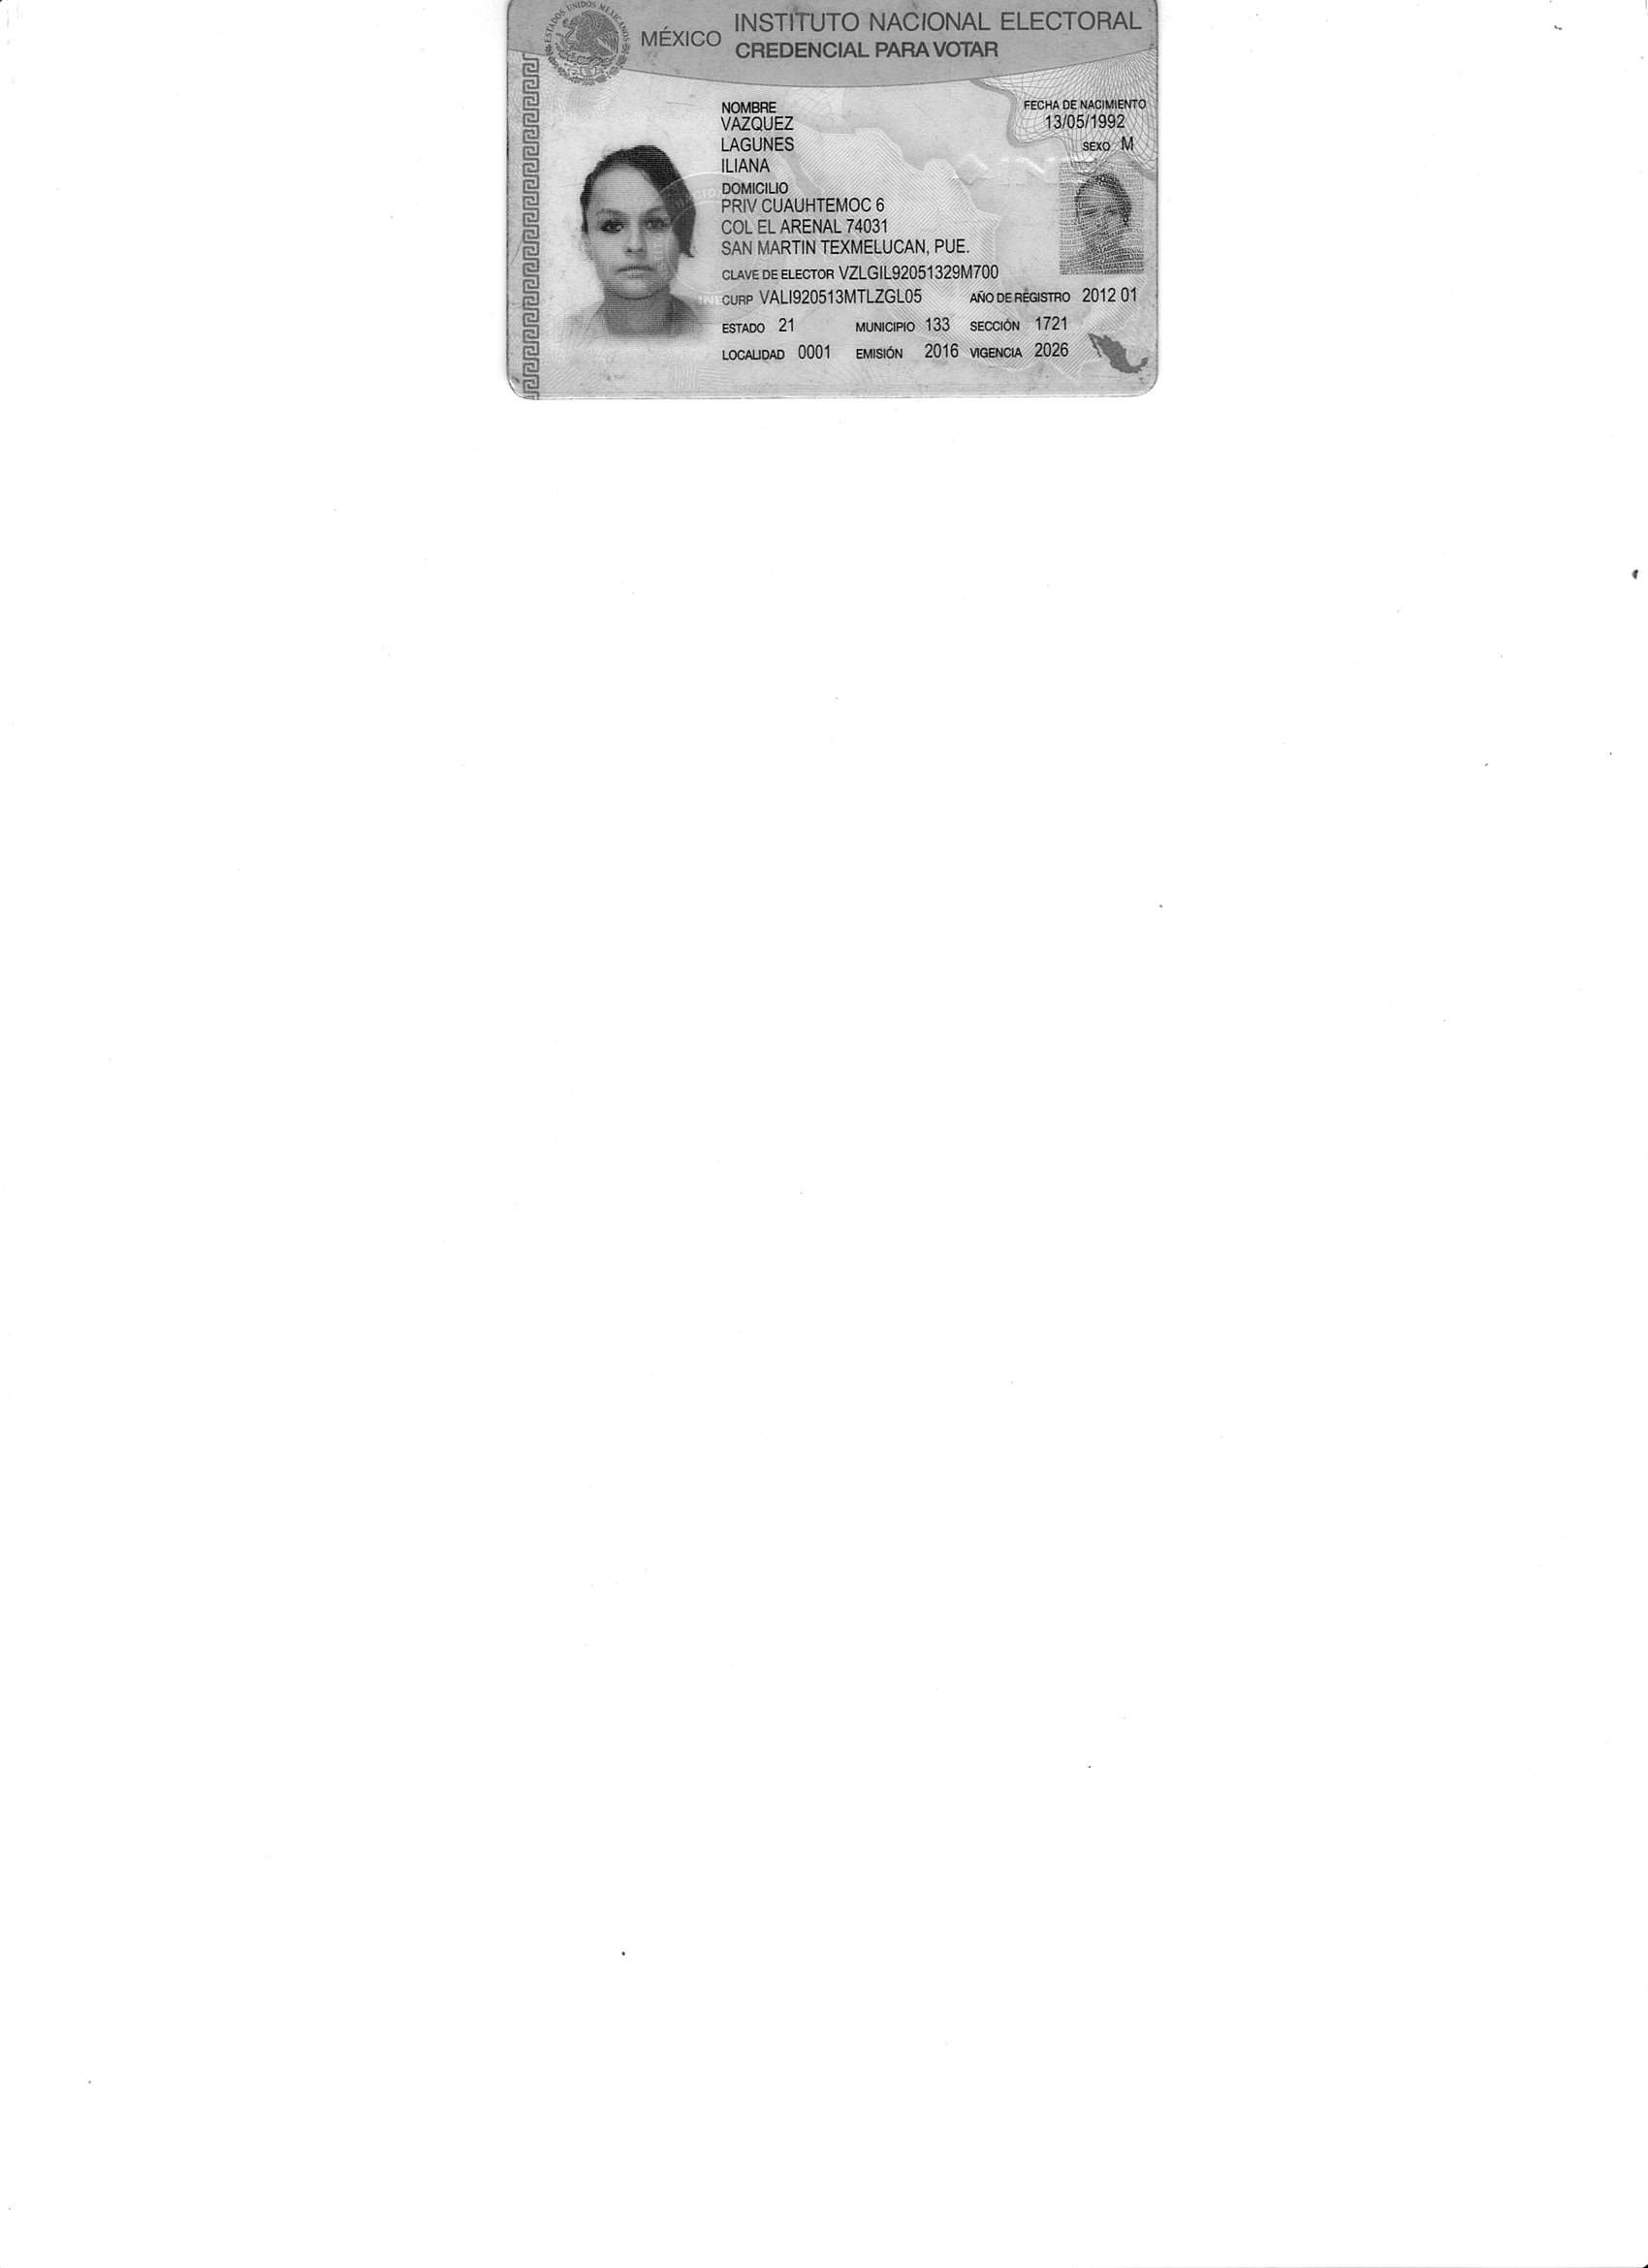 ESTADOS UNIDOS MEXICANOS
MÉXICO
INSTITUTO NACIONAL ELECTORAL
CREDENCIAL PARA VOTAR
NOMBRE
VAZQUEZ
LAGUNES
ILIANA
FECHA DE NACIMIENTO
13/05/1992
SEXO M
DOMICILIO
PRIV CUAUHTEMOC 6
COL EL ARENAL 74031
SAN MARTIN TEXMELUCAN, PUE.
CLAVE DE ELECTOR VZLGIL92051329M700
CURP VALI920513MTLZGL05 AÑO DE REGISTRO 2012 01
ESTADO 21 MUNICIPIO 133 SECCIÓN 1721
LOCALIDAD 0001 EMISIÓN 2016 VIGENCIA 2026